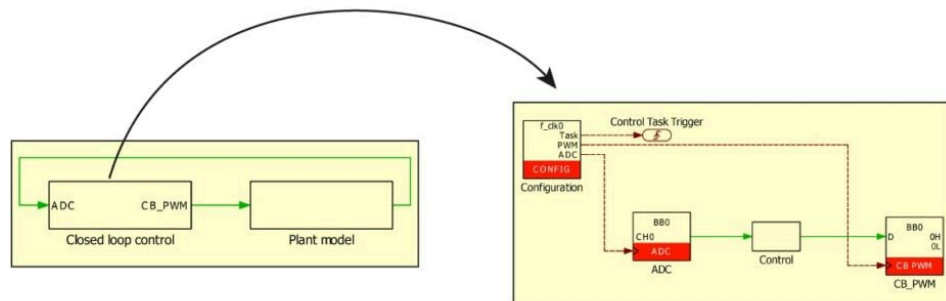 ADC
CB_PWM
Closed loop control
Plant model
f_clk0
Task
PWM
ADC
CONFIG
Configuration
Control Task Trigger
BB0
CH0
ADC
ADC
Control
BB0
D
0H
0L
CB PWM
CB_PWM